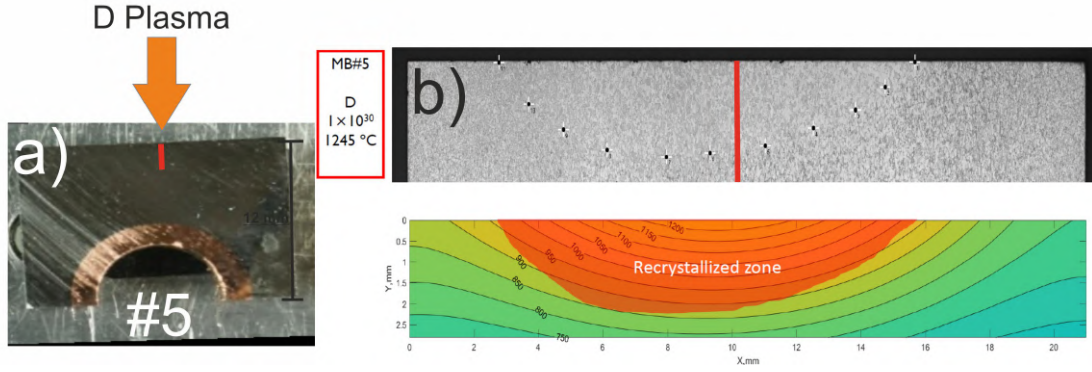 D Plasma
a)
12 mm
#5
MB#5
D
1×10³⁰
1245 °C
b)
Recrystallized zone
1200
1150
1100
1050
1000
950
900
850
800
750
Y,mm
0
0.5
1
1.5
2
2.5
0 2 4 6 8 10 12 14 16 18 20
X,mm